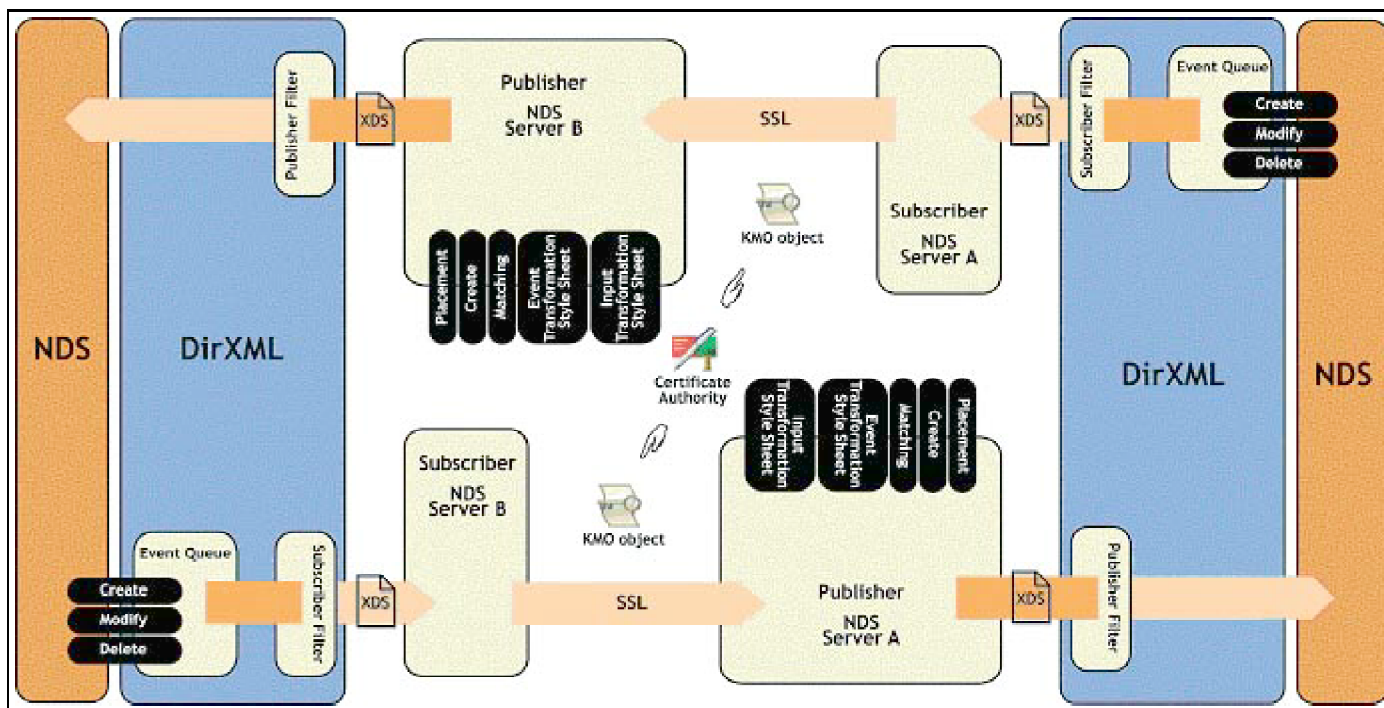 NDS
DirXML
Publisher Filter
XDS
Publisher
NDS
Server B
Placement
Create
Matching
Event
Transformation
Style Sheet
Input
Transformation
Style Sheet
SSL
KMO object
Subscriber
NDS
Server A
XDS
Subscriber Filter
Event Queue
Create
Modify
Delete
DirXML
NDS
Certificate
Authority
Event Queue
Create
Modify
Delete
Subscriber Filter
XDS
Subscriber
NDS
Server B
KMO object
SSL
Input
Transformation
Style Sheet
Event
Transformation
Style Sheet
Matching
Create
Placement
Publisher
NDS
Server A
XDS
Publisher Filter